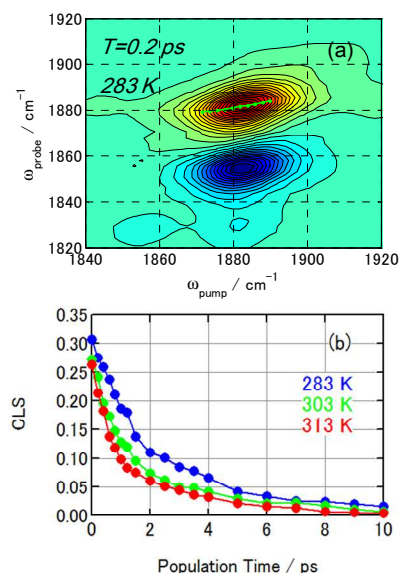 1920
T=0.2 ps
(a)
1900
283 K
1880
1860
1840
1820
1840 1860 1880 1900 1920
ω probe / cm⁻¹
ω pump / cm⁻¹
0.35
(b)
0.30
0.25
283 K
303 K
313 K
0.20
0.15
0.10
0.05
0.00
0 2 4 6 8 10
CLS
Population Time / ps